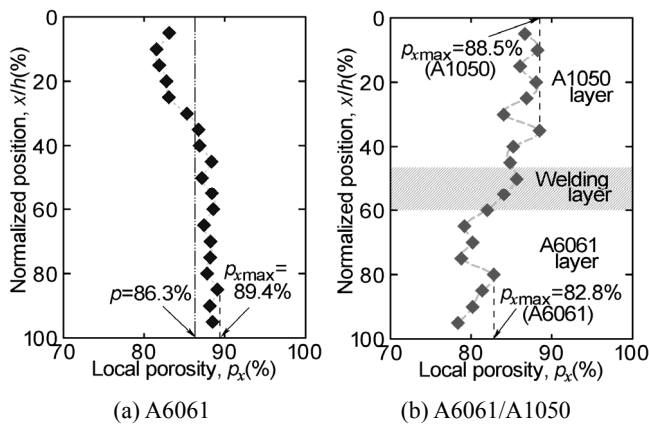 0
20
40
60
80
100
Normalized position, x/h(%)
p=86.3%
pxmax=
89.4%
70
80
90
100
Local porosity, px(%)
(a) A6061
0
20
40
60
80
100
Normalized position, x/h(%)
pxmax=88.5%
(A1050)
A1050
layer
Welding
layer
A6061
layer
pxmax=82.8%
(A6061)
70
80
90
100
Local porosity, px(%)
(b) A6061/A1050